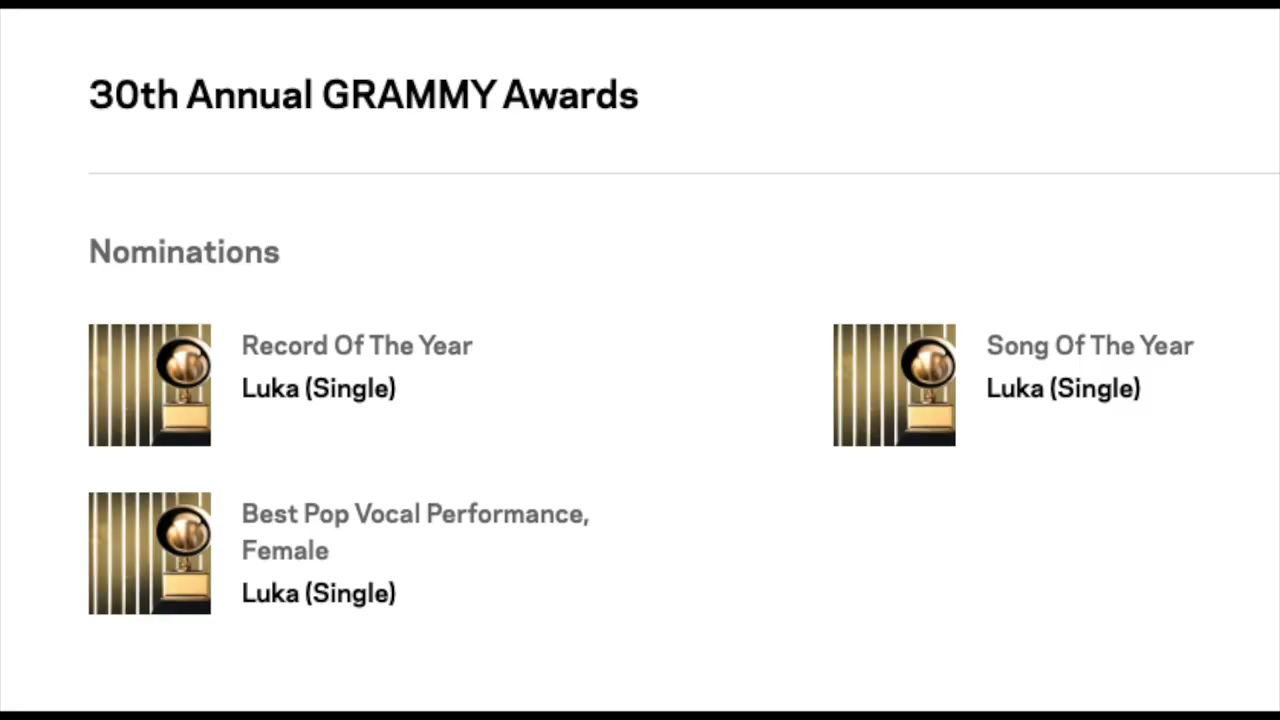 30th Annual GRAMMY Awards
Nominations
Record Of The Year
Luka (Single)
Song Of The Year
Luka (Single)
Best Pop Vocal Performance,
Female
Luka (Single)